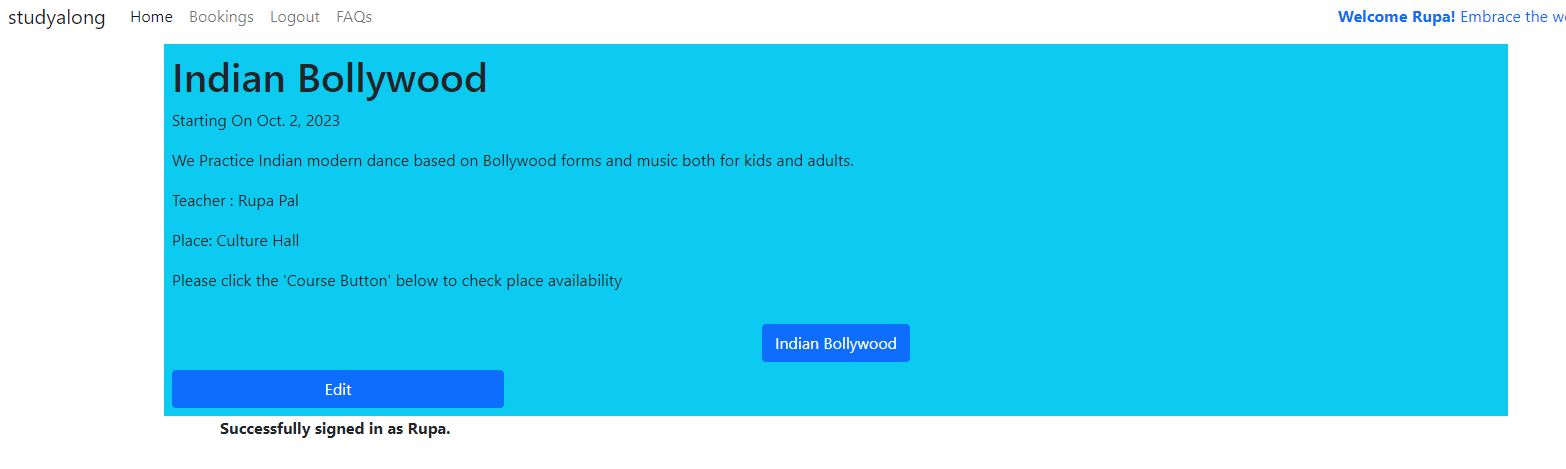 studyalong Home Bookings Logout FAQs Welcome Rupa! Embrace the
Indian Bollywood
Starting On Oct. 2, 2023
We Practice Indian modern dance based on Bollywood forms and music both for kids and adults.
Teacher : Rupa Pal
Place: Culture Hall
Please click the 'Course Button' below to check place availability
Indian Bollywood
Edit
Successfully signed in as Rupa.